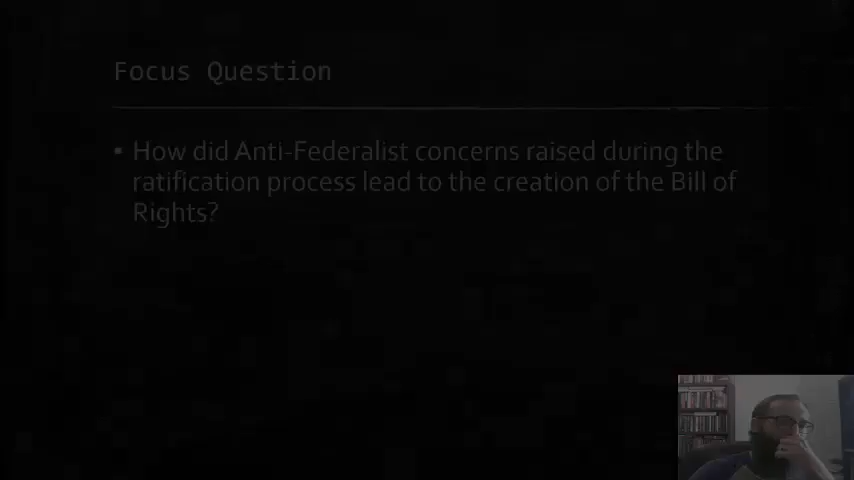 Focus Question
• How did Anti-Federalist concerns raised during the
ratification process lead to the creation of the Bill of
Rights?